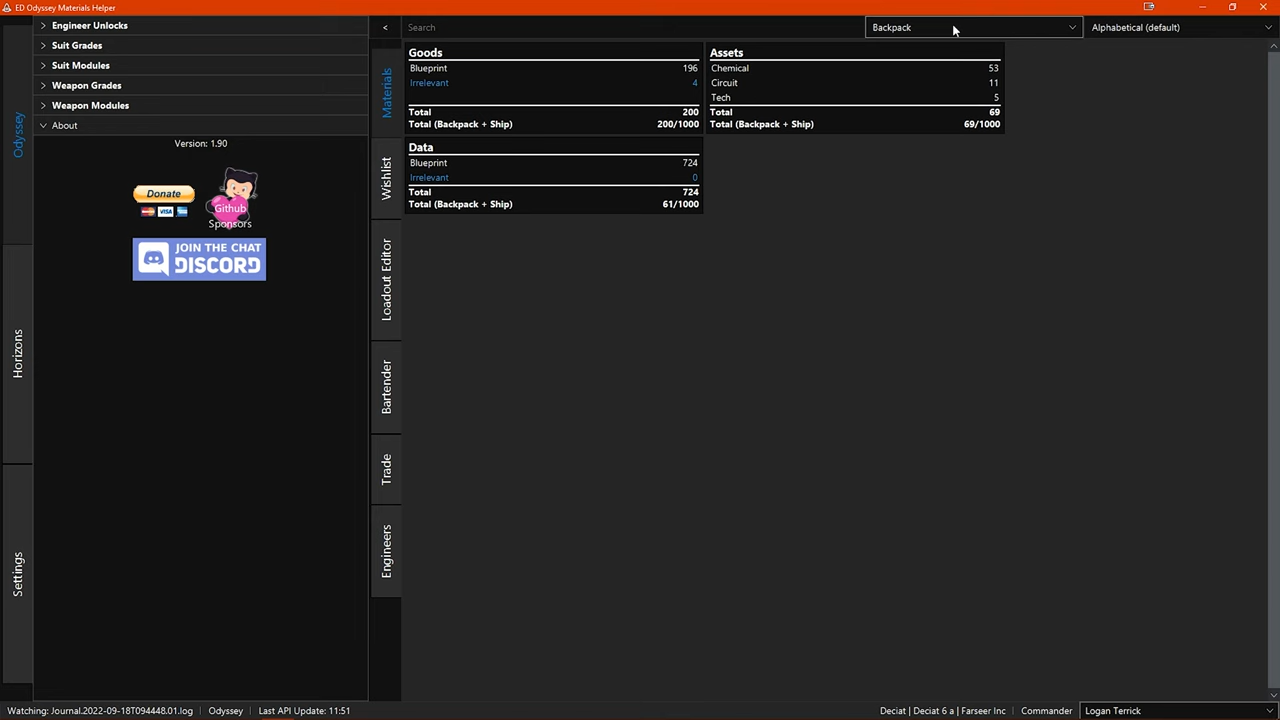 ED Odyssey Materials Helper
Engineer Unlocks
Suit Grades
Suit Modules
Weapon Grades
Weapon Modules
About
Version: 1.90
Donate
VISA
Github
Sponsors
JOIN THE CHAT
DISCORD
Odyssey
Horizons
Settings
<
Materials
Wishlist
Loadout Editor
Bartender
Trade
Engineers
Search
Backpack
Alphabetical (default)
Goods
Blueprint 196
Irrelevant 4
Total 200
Total (Backpack + Ship) 200/1000
Assets
Chemical 53
Circuit 11
Tech 5
Total 69
Total (Backpack + Ship) 69/1000
Data
Blueprint 724
Irrelevant 0
Total 724
Total (Backpack + Ship) 61/1000
Watching: Journal.2022-09-18T094448.01.log | Odyssey | Last API Update: 11:51
Deciat | Deciat 6 a | Farseer Inc | Commander Logan Terrick